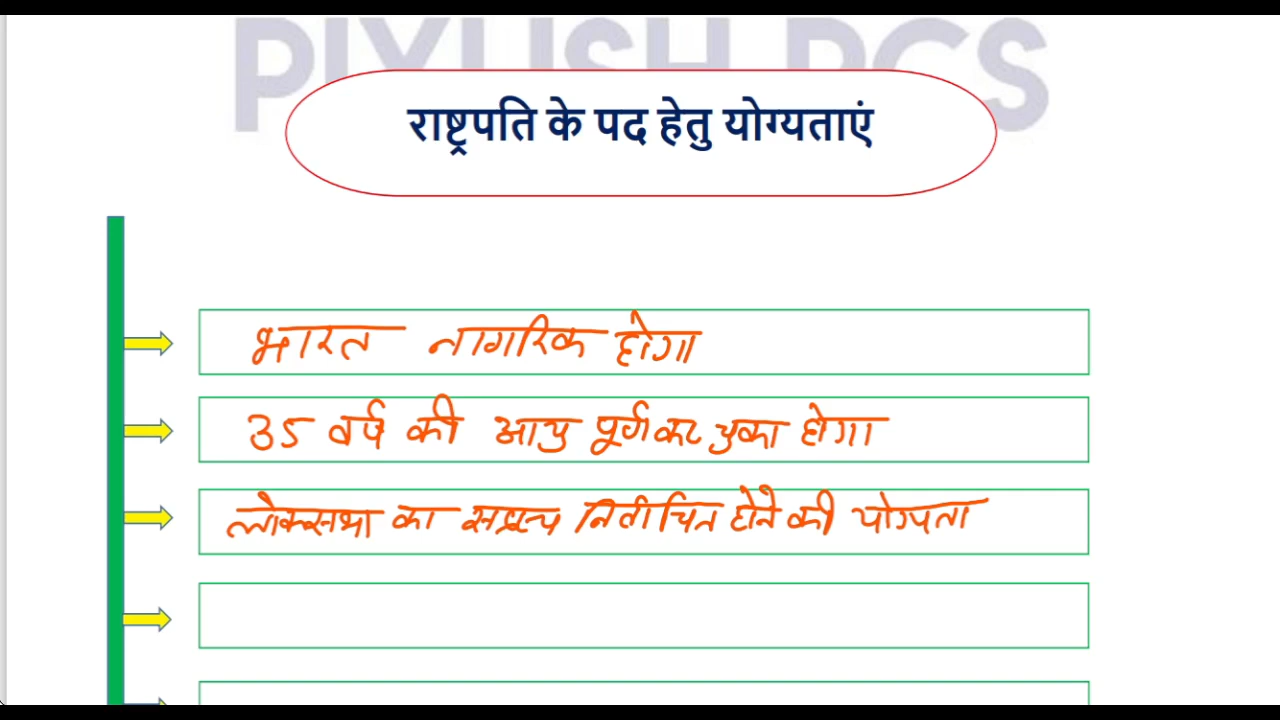 PIYUSH PCS
राष्ट्रपति के पद हेतु योग्यताएं
भारत नागरिक होगा
35 वर्ष की आयु पूर्ण कर चुका होगा
लोकसभा का सदस्य निर्वाचित होने की योग्यता